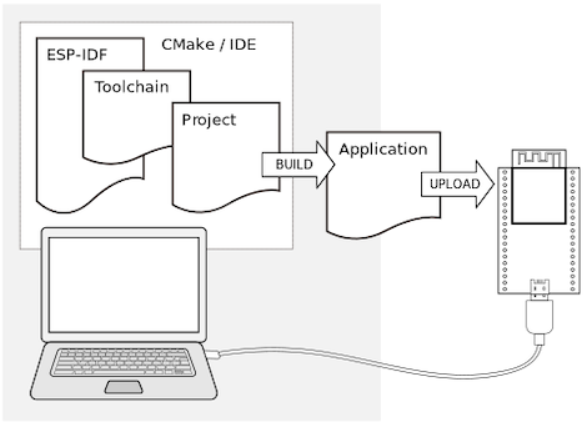 ESP-IDF
CMake / IDE
Toolchain
Project
BUILD
Application
UPLOAD